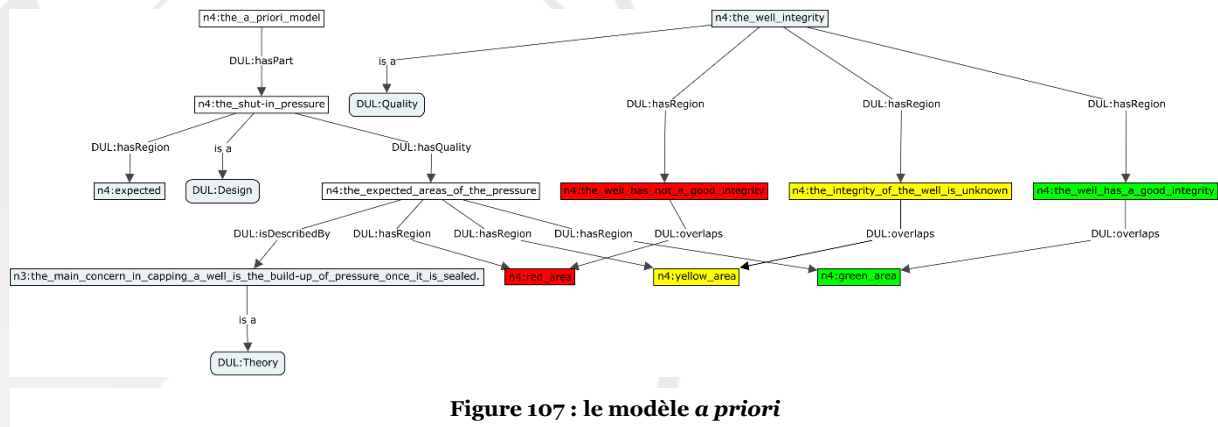 n4:the_a_priori_model
n4:the_well_integrity
DUL:hasPart
is a
n4:the_shut-in_pressure
DUL:Quality
DUL:hasRegion
DUL:hasRegion
DUL:hasRegion
DUL:hasRegion
is a
DUL:hasQuality
n4:expected
DUL:Design
n4:the_expected_areas_of_the_pressure
n4:the_well_has_not_a_good_integrity
n4:the_integrity_of_the_well_is_unknown
n4:the_well_has_a_good_integrity
DUL:isDescribedBy
DUL:hasRegion
DUL:hasRegion
DUL:hasRegion
DUL:overlaps
DUL:overlaps
DUL:overlaps
n3:the_main_concern_in_capping_a_well_is_the_build-up_of_pressure_once_it_is_sealed.
n4:red_area
n4:yellow_area
n4:green_area
is a
DUL:Theory
Figure 107 : le modèle a priori